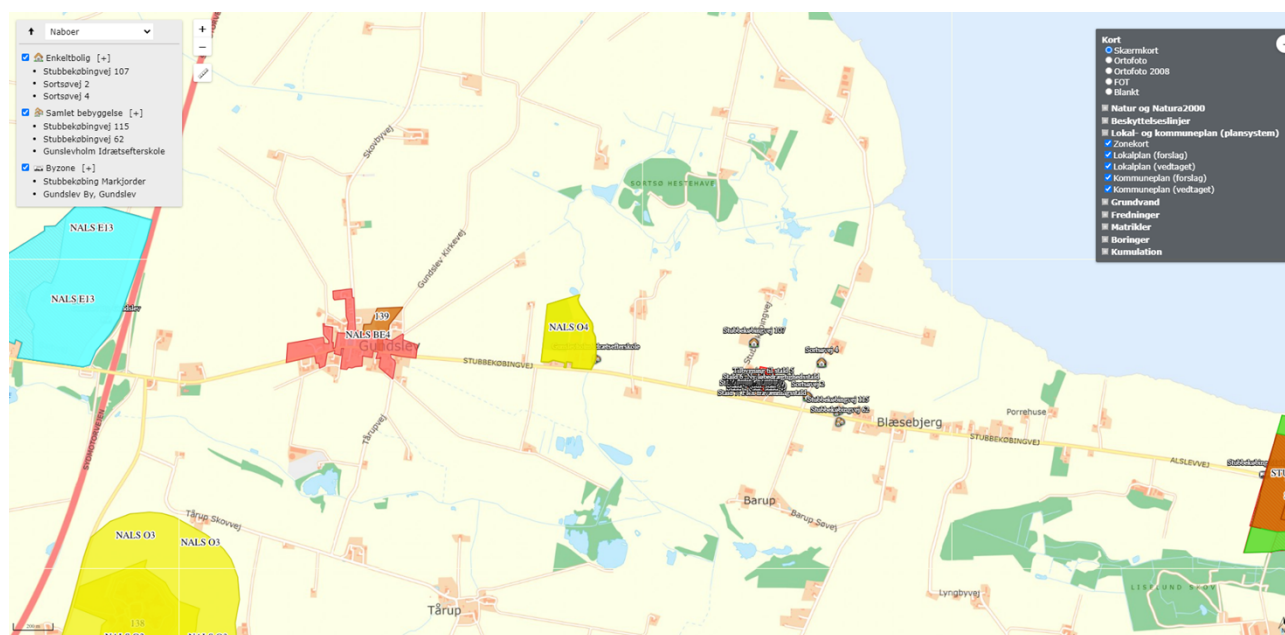 Naboer
Enkeltbolig [+]
Stubbekøbingvej 107
Sortsøvej 2
Sortsøvej 4
Samlet bebyggelse [+]
Stubbekøbingvej 115
Stubbekøbingvej 62
Gunslevholm Idrætsefterskole
Byzone [+]
Stubbekøbing Markjorder
Gundslev By, Gundslev
+
−
Kort
Skærmkort
Ortofoto
Ortofoto 2008
FOT
Blankt
Natur og Natura2000
Beskyttelseslinjer
Lokal- og kommuneplan (plansystem)
Zonekort
Lokalplan (forslag)
Lokalplan (vedtaget)
Kommuneplan (forslag)
Kommuneplan (vedtaget)
Grundvand
Fredninger
Matrikler
Boringer
Kumulation
Skovbyvej
SORTSØ HESTEHAVE
NALS E13
Gundslev Kirkevej
NALS E13
139
NALS BE4
Gundslev
NALS O4
Stubbekøbingvej 107
Sortsøvej 4
STUBBEKØBINGVEJ
Sortsøvej 2
Stubbekøbingvej 115
Stubbekøbingvej 62
Blæsebjerg
Porrehuse
STUBBEKØBINGVEJ
ALSLEVVEJ
SYDMOTORVEJEN
Tårupvej
Barup
Barup Søvej
Tårup Skovvej
NALS O3
NALS O3
LISELUND SKOV
Lyngbyvej
Tårup
138